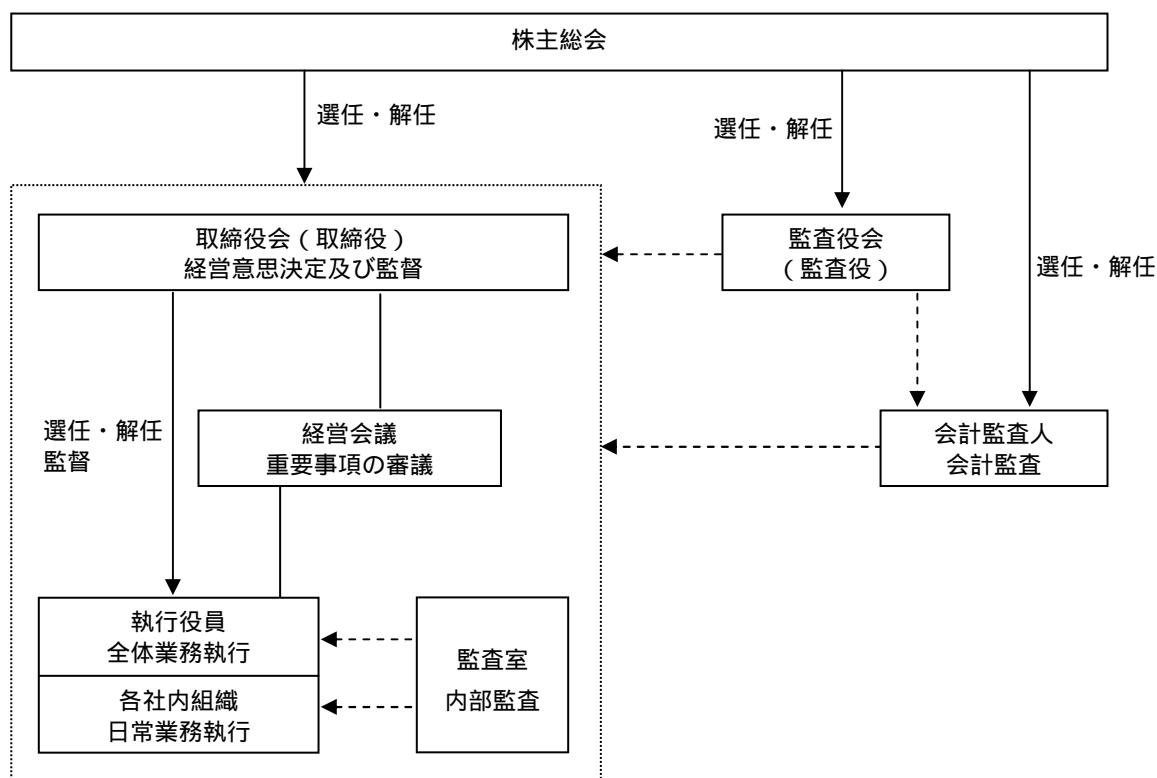 株主総会
選任・解任
選任・解任
選任・解任
取締役会（取締役）
経営意思決定及び監督
監査役会
（監査役）
選任・解任
監督
経営会議
重要事項の審議
会計監査人
会計監査
執行役員
全体業務執行
各社内組織
日常業務執行
監査室
内部監査